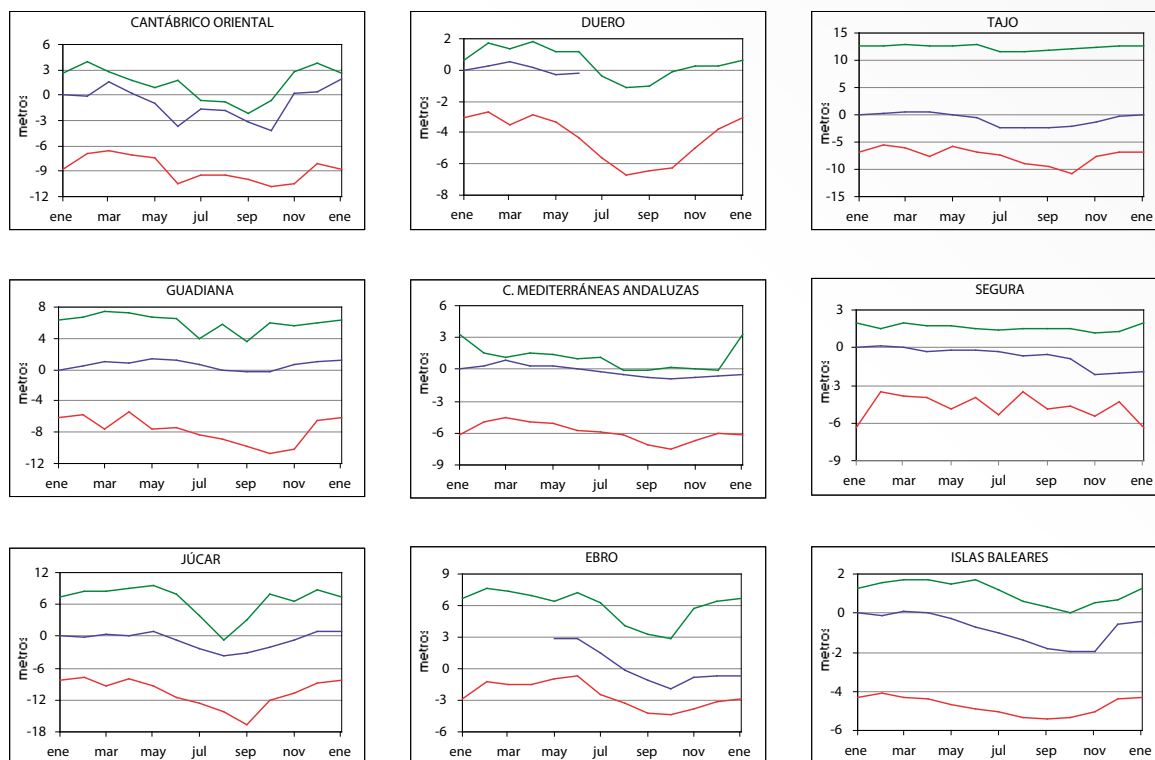 CANTÁBRICO ORIENTAL
6
3
0
-3
-6
-9
-12
metros
ene mar may jul sep nov ene
DUERO
2
0
-2
-4
-6
-8
metros
ene mar may jul sep nov ene
TAJO
15
10
5
0
-5
-10
-15
metros
ene mar may jul sep nov ene
GUADIANA
8
4
0
-4
-8
-12
metros
ene mar may jul sep nov ene
C. MEDITERRÁNEAS ANDALUZAS
6
3
0
-3
-6
-9
metros
ene mar may jul sep nov ene
SEGURA
3
0
-3
-6
-9
metros
ene mar may jul sep nov ene
JÚCAR
12
6
0
-6
-12
-18
metros
ene mar may jul sep nov ene
EBRO
9
6
3
0
-3
-6
metros
ene mar may jul sep nov ene
ISLAS BALEARES
2
0
-2
-4
-6
metros
ene mar may jul sep nov ene